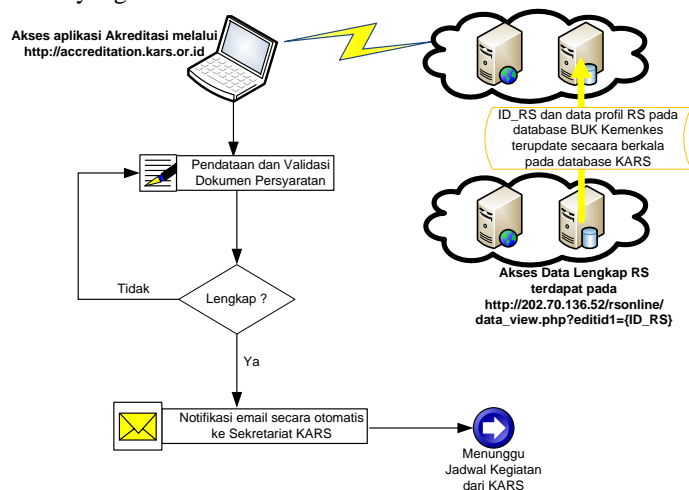 Akses aplikasi Akreditasi melalui
http://accreditation.kars.or.id
ID_RS dan data profil RS pada
database BUK Kemenkes
terupdate secaara berkala
pada database KARS
Pendataan dan Validasi
Dokumen Persyaratan
Akses Data Lengkap RS
terdapat pada
http://202.70.136.52/rsonline/
data_view.php?editid1={ID_RS}
Tidak
Lengkap ?
Ya
Notifikasi email secara otomatis
ke Sekretariat KARS
Menunggu
Jadwal Kegiatan
dari KARS